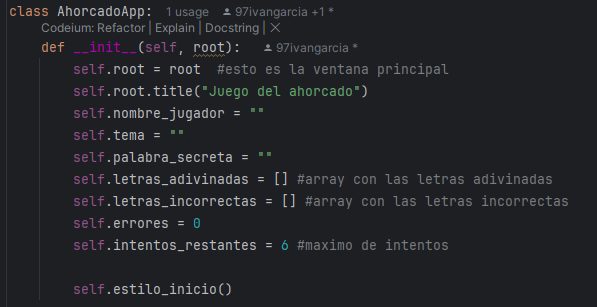 class AhorcadoApp: 1 usage 97ivangarcia +1 *
Codeium: Refactor | Explain | Docstring | ×
def __init__(self, root): 97ivangarcia *
self.root = root #esto es la ventana principal
self.root.title("Juego del ahorcado")
self.nombre_jugador = ""
self.tema = ""
self.palabra_secreta = ""
self.letras_adivinadas = [] #array con las letras adivinadas
self.letras_incorrectas = [] #array con las letras incorrectas
self.errores = 0
self.intentos_restantes = 6 #maximo de intentos
self.estilo_inicio()